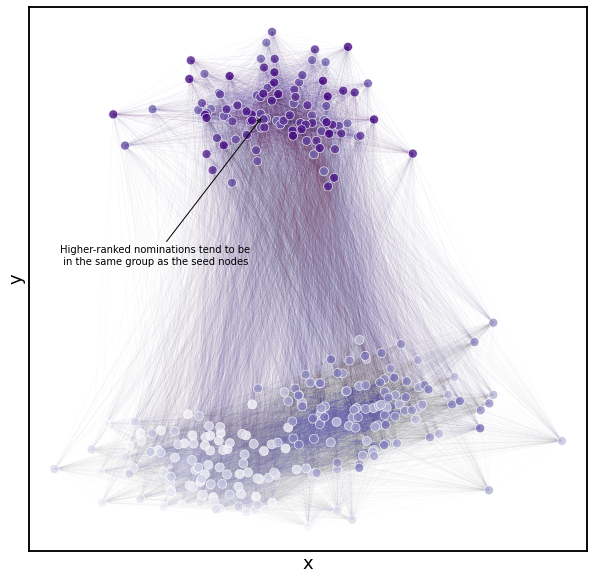 Higher-ranked nominations tend to be
in the same group as the seed nodes
y
x